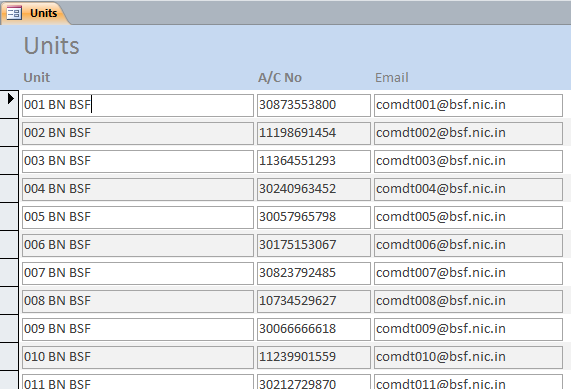 Units
Units
Unit A/C No Email
001 BN BSF 30873553800 comdt001@bsf.nic.in
002 BN BSF 11198691454 comdt002@bsf.nic.in
003 BN BSF 11364551293 comdt003@bsf.nic.in
004 BN BSF 30240963452 comdt004@bsf.nic.in
005 BN BSF 30057965798 comdt005@bsf.nic.in
006 BN BSF 30175153067 comdt006@bsf.nic.in
007 BN BSF 30823792485 comdt007@bsf.nic.in
008 BN BSF 10734529627 comdt008@bsf.nic.in
009 BN BSF 30066666618 comdt009@bsf.nic.in
010 BN BSF 11239901559 comdt010@bsf.nic.in
011 BN BSF 30212729870 comdt011@bsf.nic.in